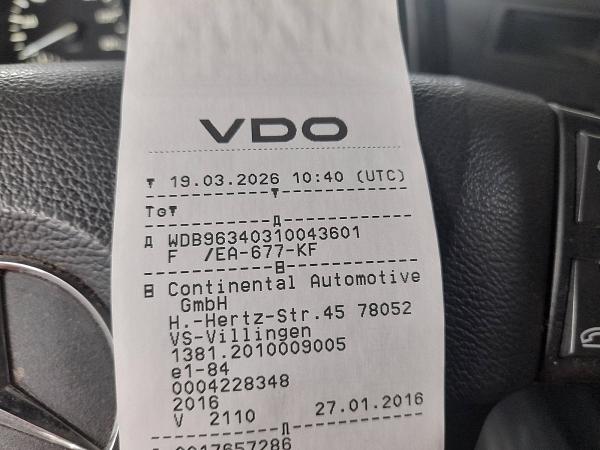 VDO
19.03.2026 10:40 (UTC)
WDB96340310043601
F /EA-677-KF
Continental Automotive
GmbH
H.-Hertz-Str.45 78052
VS-Villingen
1381.2010009005
e1-84
0004228348
2016
V 2110 27.01.2016
0017657286